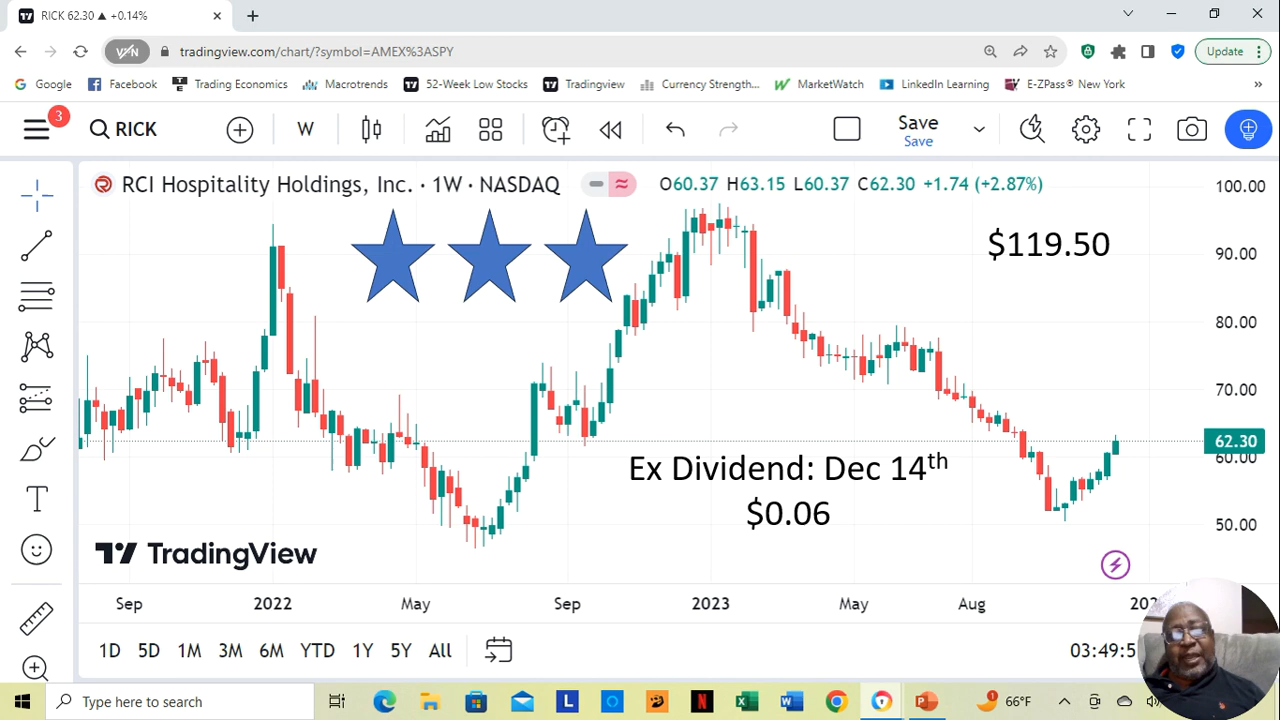 RICK 62.30 ▲ +0.14%
tradingview.com/chart/?symbol=AMEX%3ASPY
Update
Google Facebook Trading Economics Macrotrends 52-Week Low Stocks Tradingview Currency Strength... MarketWatch LinkedIn Learning E-ZPass® New York »
3
RICK W Save
Save
RCI Hospitality Holdings, Inc. · 1W · NASDAQ O60.37 H63.15 L60.37 C62.30 +1.74 (+2.87%)
100.00
$119.50
90.00
80.00
70.00
62.30
60.00
Ex Dividend: Dec 14th
$0.06
50.00
TradingView
Sep 2022 May Sep 2023 May Aug
1D 5D 1M 3M 6M YTD 1Y 5Y All
Type here to search
1
66°F